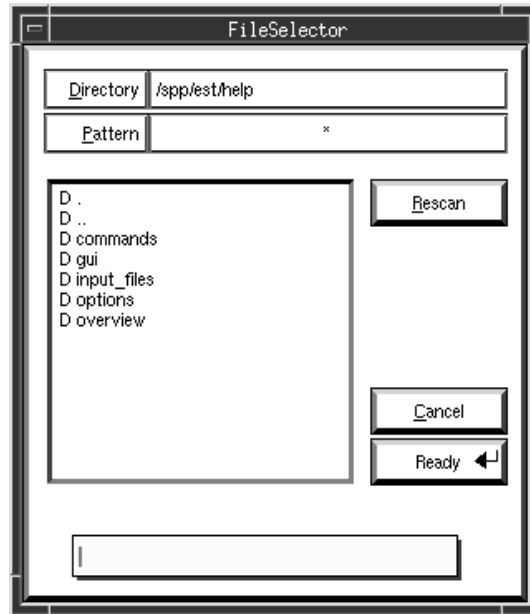 FileSelector
Directory /spp/est/help
Pattern *
D .
D ..
D commands
D gui
D input_files
D options
D overview
Rescan
Cancel
Ready